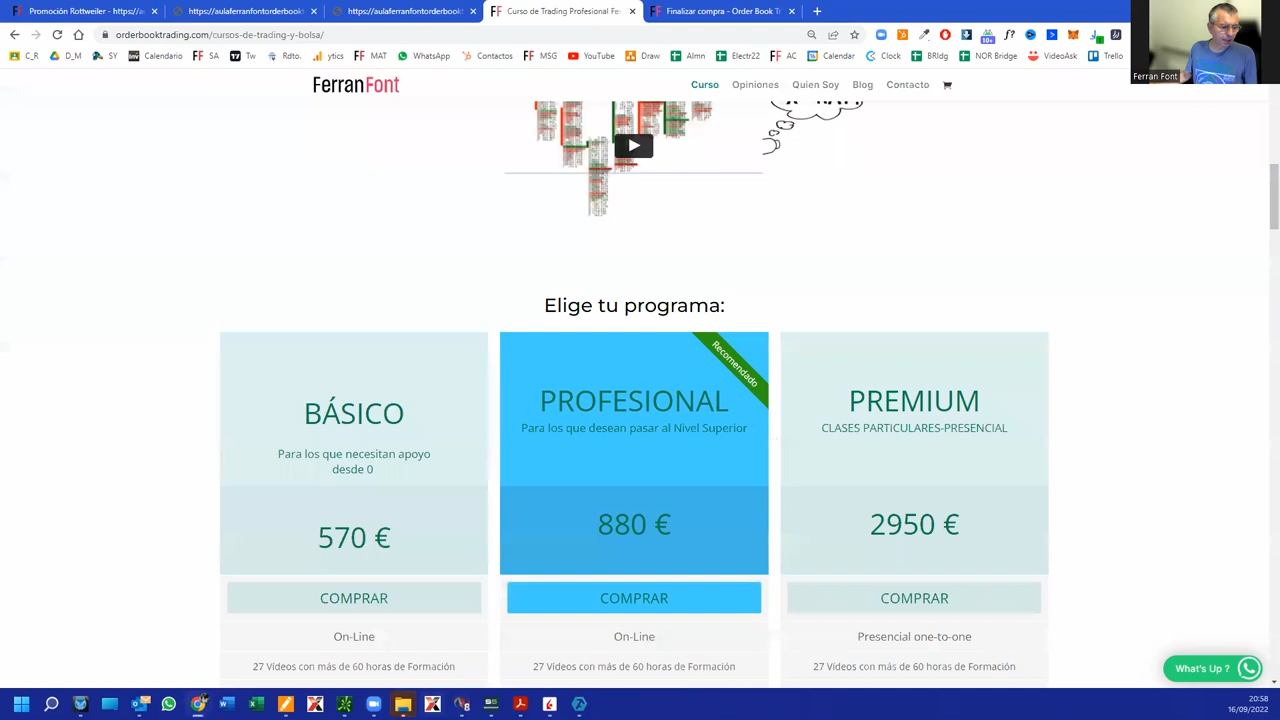 Promoción Rottweiler - https://a
https://aulaferranfontorderbook
https://aulaferranfontorderbook
Curso de Trading Profesional Fe
Finalizar compra - Order Book T
orderbooktrading.com/cursos-de-trading-y-bolsa/
C_R
D_M
SY
Calendario
SA
Tw
Rdto.
ytis
MAT
WhatsApp
Contactos
MSG
YouTube
Draw
Almn
Electr22
AC
Calendar
Clock
BRIdg
NOR Bridge
VideoAsk
Trello
Ferran Font
FerranFont
Curso
Opiniones
Quien Soy
Blog
Contacto
Elige tu programa:
BÁSICO
Para los que necesitan apoyo
desde 0
570 €
COMPRAR
On-Line
27 Vídeos con más de 60 horas de Formación
Recomendado
PROFESIONAL
Para los que desean pasar al Nivel Superior
880 €
COMPRAR
On-Line
27 Vídeos con más de 60 horas de Formación
PREMIUM
CLASES PARTICULARES-PRESENCIAL
2950 €
COMPRAR
Presencial one-to-one
27 Vídeos con más de 60 horas de Formación
What's Up ?
20:58
16/09/2022